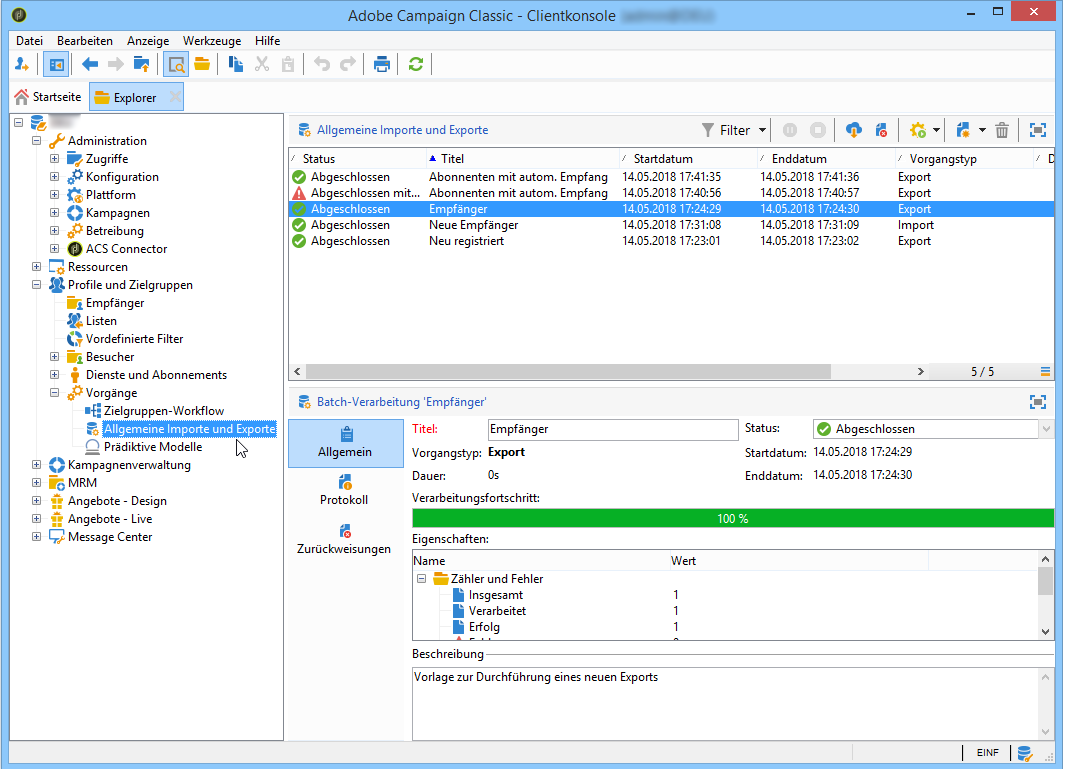 Adobe Campaign Classic - Clientkonsole
Datei Bearbeiten Anzeige Werkzeuge Hilfe
Startseite Explorer
Administration
Zugriffe
Konfiguration
Plattform
Kampagnen
Betreibung
ACS Connector
Ressourcen
Profile und Zielgruppen
Empfänger
Listen
Vordefinierte Filter
Besucher
Dienste und Abonnements
Vorgänge
Zielgruppen-Workflow
Allgemeine Importe und Exporte
Prädiktive Modelle
Kampagnenverwaltung
MRM
Angebote - Design
Angebote - Live
Message Center
Allgemeine Importe und Exporte Filter
Status Titel Startdatum Enddatum Vorgangstyp D
Abgeschlossen Abonnenten mit autom. Empfang 14.05.2018 17:41:35 14.05.2018 17:41:36 Export
Abgeschlossen mit... Abonnenten mit autom. Empfang 14.05.2018 17:40:56 14.05.2018 17:40:57 Export
Abgeschlossen Empfänger 14.05.2018 17:24:29 14.05.2018 17:24:30 Export
Abgeschlossen Neue Empfänger 14.05.2018 17:31:08 14.05.2018 17:31:09 Import
Abgeschlossen Neu registriert 14.05.2018 17:23:01 14.05.2018 17:23:02 Export
5 / 5
Batch-Verarbeitung 'Empfänger'
Allgemein
Protokoll
Zurückweisungen
Titel: Empfänger Status: Abgeschlossen
Vorgangstyp: Export Startdatum: 14.05.2018 17:24:29
Dauer: 0s Enddatum: 14.05.2018 17:24:30
Verarbeitungsfortschritt:
100 %
Eigenschaften:
Name Wert
Zähler und Fehler
Insgesamt 1
Verarbeitet 1
Erfolg 1
Beschreibung
Vorlage zur Durchführung eines neuen Exports
EINF